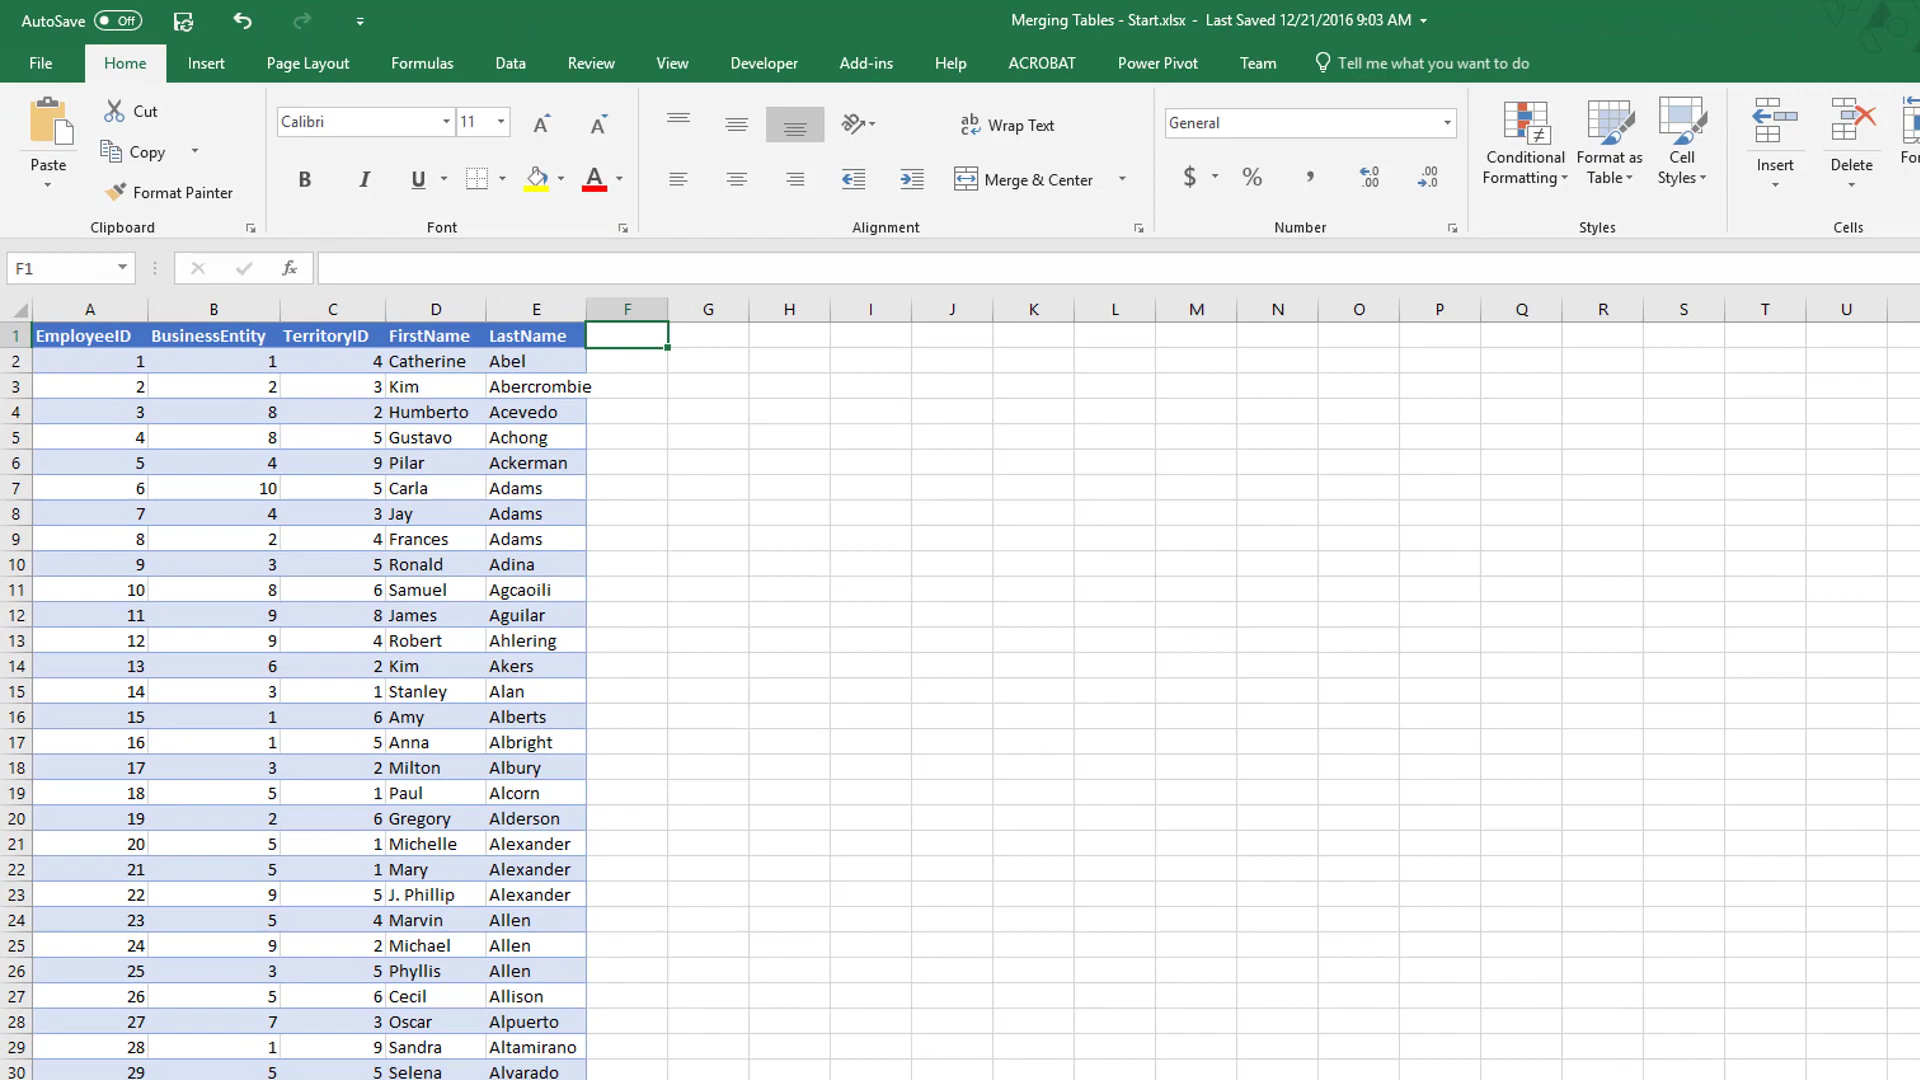 AutoSave Off
Merging Tables - Start.xlsx - Last Saved 12/21/2016 9:03 AM
File Home Insert Page Layout Formulas Data Review View Developer Add-ins Help ACROBAT Power Pivot Team Tell me what you want to do
Paste
Cut
Copy
Format Painter
Clipboard
Calibri 11
B I U A
Font
ab Wrap Text
Merge & Center
Alignment
General
$ % , .00 .00
Number
Conditional Formatting
Format as Table
Cell Styles
Styles
Insert Delete
Cells
F1 fx
A B C D E F G H I J K L M N O P Q R S T U
1 EmployeeID BusinessEntity TerritoryID FirstName LastName
2 1 1 4 Catherine Abel
3 2 2 3 Kim Abercrombie
4 3 8 2 Humberto Acevedo
5 4 8 5 Gustavo Achong
6 5 4 9 Pilar Ackerman
7 6 10 5 Carla Adams
8 7 4 3 Jay Adams
9 8 2 4 Frances Adams
10 9 3 5 Ronald Adina
11 10 8 6 Samuel Agcaoili
12 11 9 8 James Aguilar
13 12 9 4 Robert Ahlering
14 13 6 2 Kim Akers
15 14 3 1 Stanley Alan
16 15 1 6 Amy Alberts
17 16 1 5 Anna Albright
18 17 3 2 Milton Albury
19 18 5 1 Paul Alcorn
20 19 2 6 Gregory Alderson
21 20 5 1 Michelle Alexander
22 21 5 1 Mary Alexander
23 22 9 5 J. Phillip Alexander
24 23 5 4 Marvin Allen
25 24 9 2 Michael Allen
26 25 3 5 Phyllis Allen
27 26 5 6 Cecil Allison
28 27 7 3 Oscar Alpuerto
29 28 1 9 Sandra Altamirano
30 29 5 5 Selena Alvarado